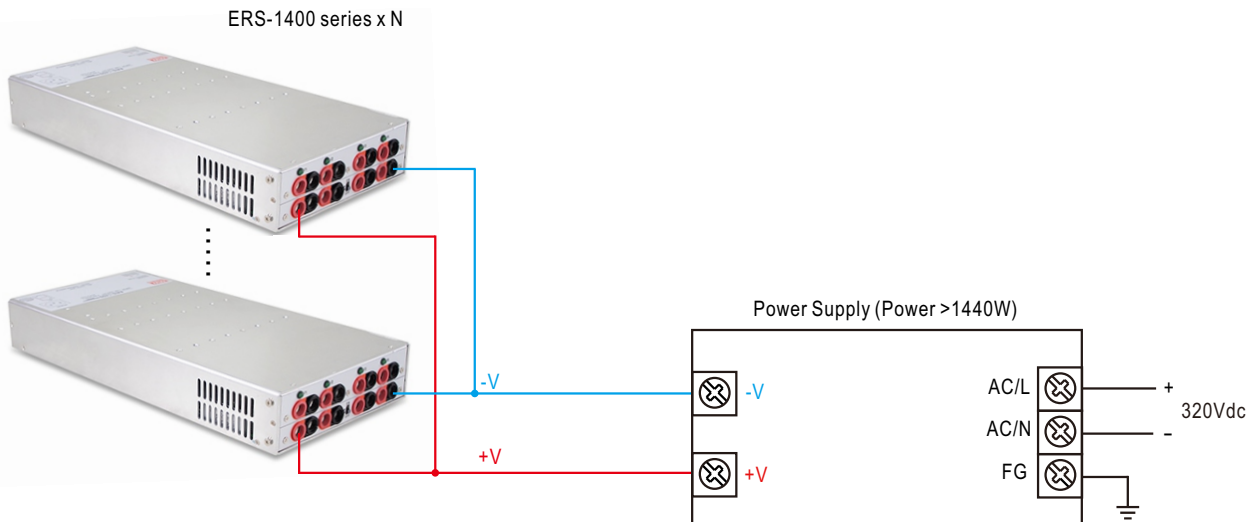 ERS-1400 series x N
Power Supply (Power >1440W)
-V
-V
AC/L
+
320Vdc
AC/N
-
+V
+V
FG